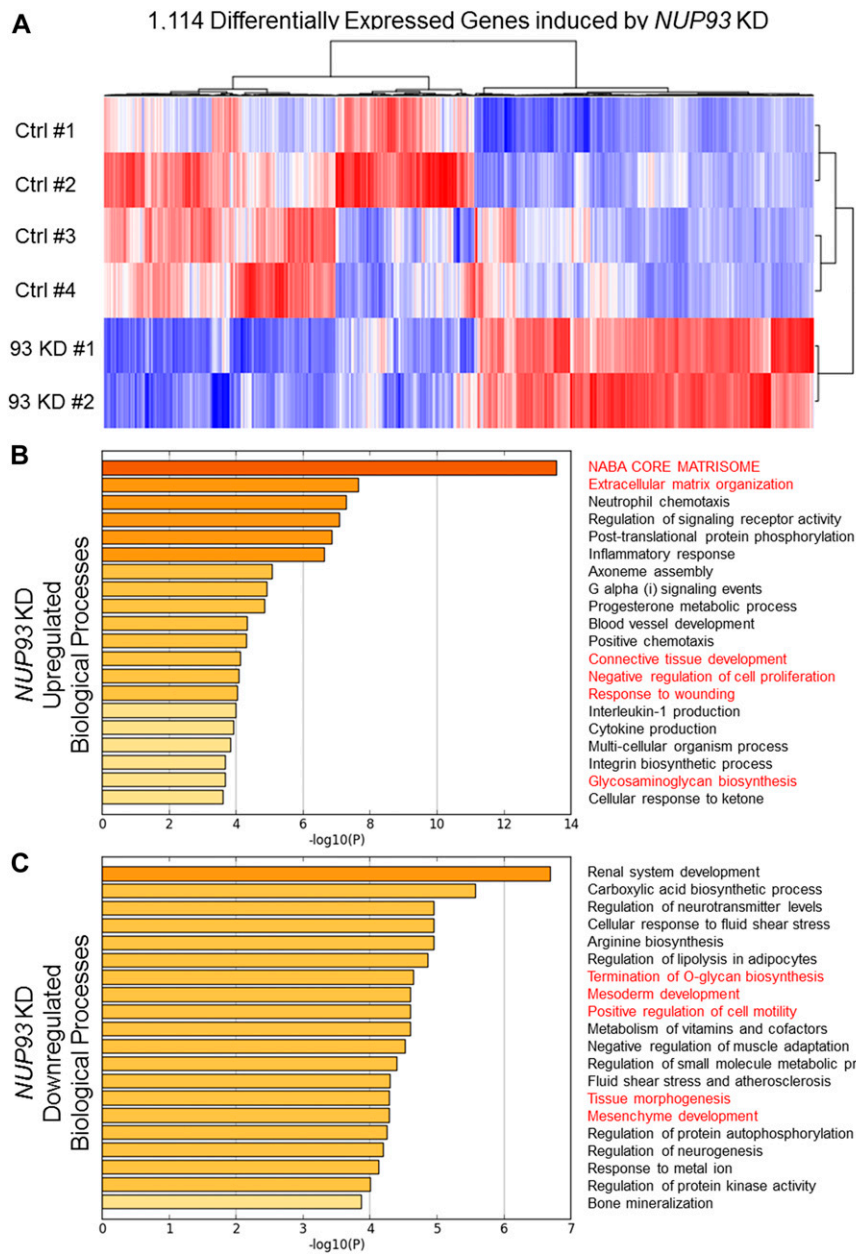 A
1,114 Differentially Expressed Genes induced by NUP93 KD
Ctrl #1
Ctrl #2
Ctrl #3
Ctrl #4
93 KD #1
93 KD #2
B
NUP93 KD
Upregulated
Biological Processes
NABA CORE MATRISOME
Extracellular matrix organization
Neutrophil chemotaxis
Regulation of signaling receptor activity
Post-translational protein phosphorylation
Inflammatory response
Axoneme assembly
G alpha (i) signaling events
Progesterone metabolic process
Blood vessel development
Positive chemotaxis
Connective tissue development
Negative regulation of cell proliferation
Response to wounding
Interleukin-1 production
Cytokine production
Multi-cellular organism process
Integrin biosynthetic process
Glycosaminoglycan biosynthesis
Cellular response to ketone
0 2 4 6 8 10 12 14
-log10(P)
C
NUP93 KD
Downregulated
Biological Processes
Renal system development
Carboxylic acid biosynthetic process
Regulation of neurotransmitter levels
Cellular response to fluid shear stress
Arginine biosynthesis
Regulation of lipolysis in adipocytes
Termination of O-glycan biosynthesis
Mesoderm development
Positive regulation of cell motility
Metabolism of vitamins and cofactors
Negative regulation of muscle adaptation
Regulation of small molecule metabolic pr
Fluid shear stress and atherosclerosis
Tissue morphogenesis
Mesenchyme development
Regulation of protein autophosphorylation
Regulation of neurogenesis
Response to metal ion
Regulation of protein kinase activity
Bone mineralization
0 1 2 3 4 5 6 7
-log10(P)